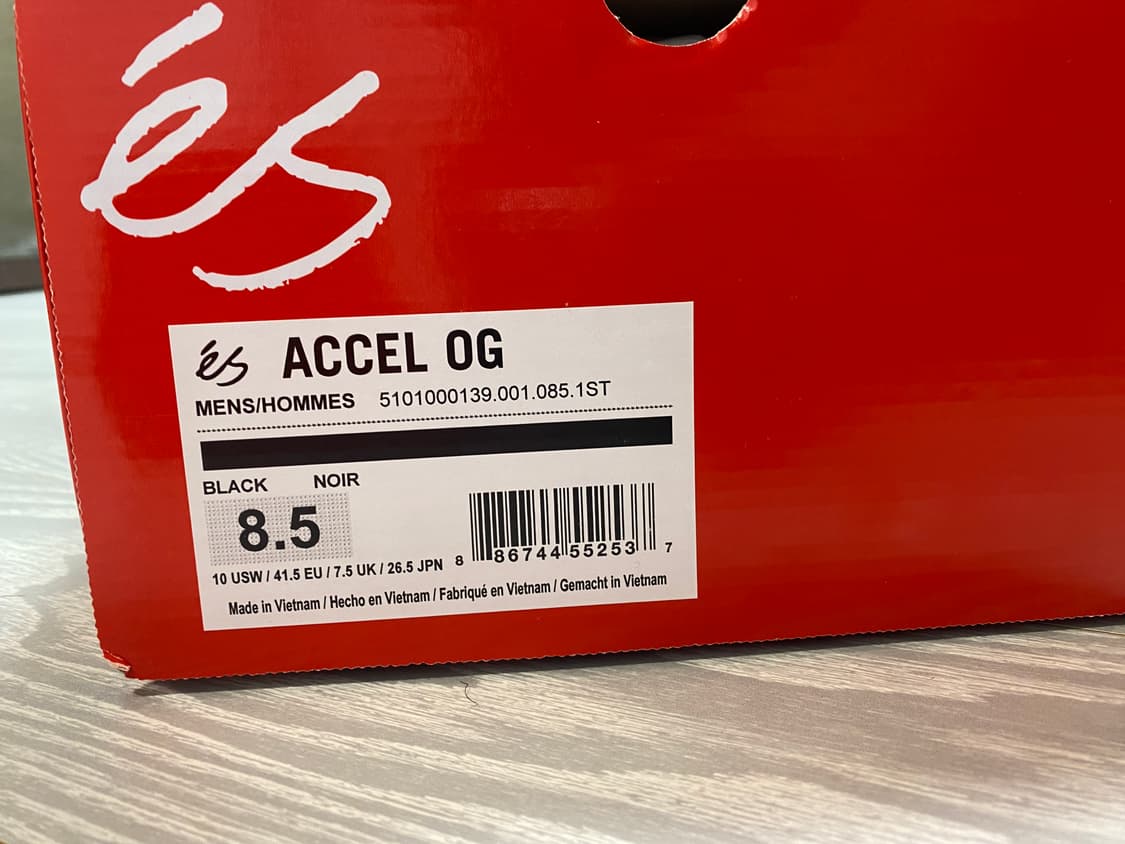 és
és ACCEL OG
MENS/HOMMES 5101000139.001.085.1ST
BLACK NOIR
8.5
10 USW / 41.5 EU / 7.5 UK / 26.5 JPN
8 86744 55253 7
Made in Vietnam / Hecho en Vietnam / Fabriqué en Vietnam / Gemacht in Vietnam